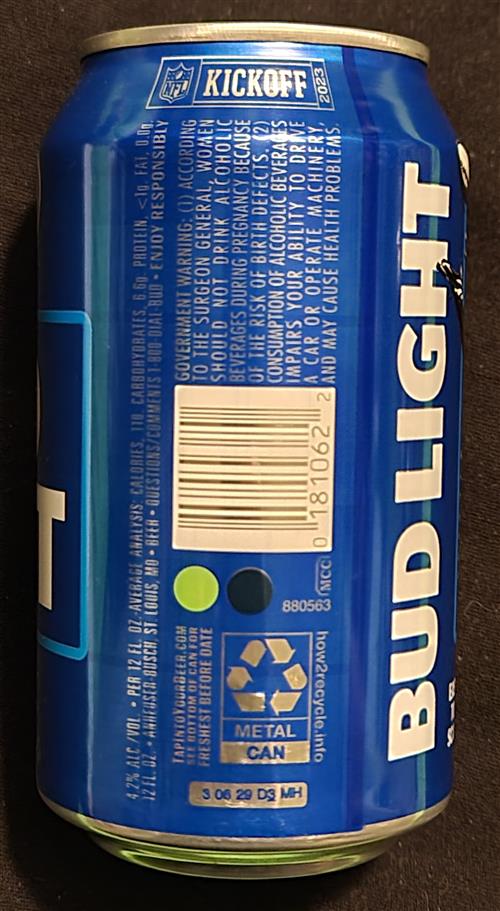 NFL
KICKOFF
2023
4.2% ALC./VOL. • PER 12 FL. OZ. AVERAGE ANALYSIS: CALORIES, 110, CARBOHYDRATES, 6.6g, PROTEIN, <1g, FAT, 0.0g.
12 FL. OZ. • ANHEUSER-BUSCH, ST. LOUIS, MO • BEER • QUESTIONS/COMMENTS 1-800-DIAL-BUD • ENJOY RESPONSIBLY
GOVERNMENT WARNING: (1) ACCORDING
TO THE SURGEON GENERAL, WOMEN
SHOULD NOT DRINK ALCOHOLIC
BEVERAGES DURING PREGNANCY BECAUSE
OF THE RISK OF BIRTH DEFECTS. (2)
CONSUMPTION OF ALCOHOLIC BEVERAGES
IMPAIRS YOUR ABILITY TO DRIVE
A CAR OR OPERATE MACHINERY,
AND MAY CAUSE HEALTH PROBLEMS.
0 181062 2
MCC
880563
TAPINTOYOURBEER.COM
SEE BOTTOM OF CAN FOR
FRESHEST BEFORE DATE
METAL
CAN
how2recycle.info
3 06 29 D3 MH
BUD LIGHT
T